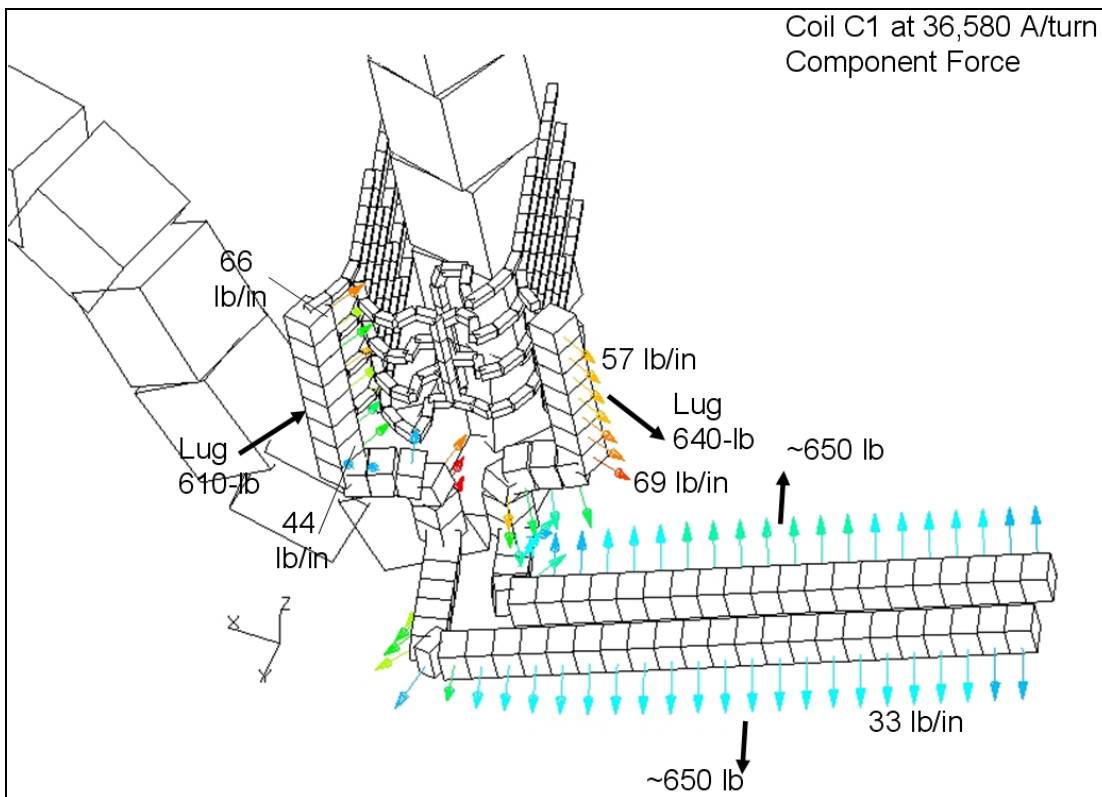 Coil C1 at 36,580 A/turn
Component Force
66
lb/in
57 lb/in
Lug
640-lb
Lug
610-lb
~650 lb
69 lb/in
44
lb/in
X
Z
Y
33 lb/in
~650 lb